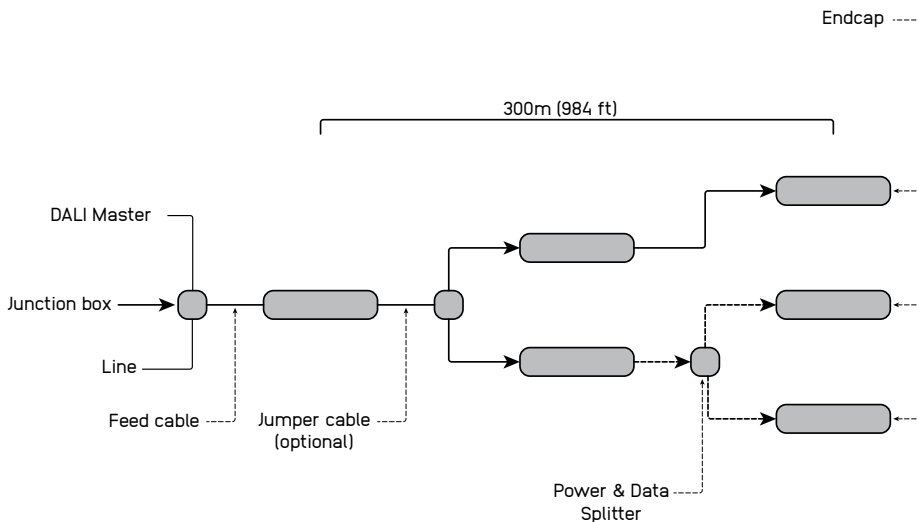 Endcap
300m (984 ft)
DALI Master
Junction box
Line
Feed cable
Jumper cable
(optional)
Power & Data
Splitter